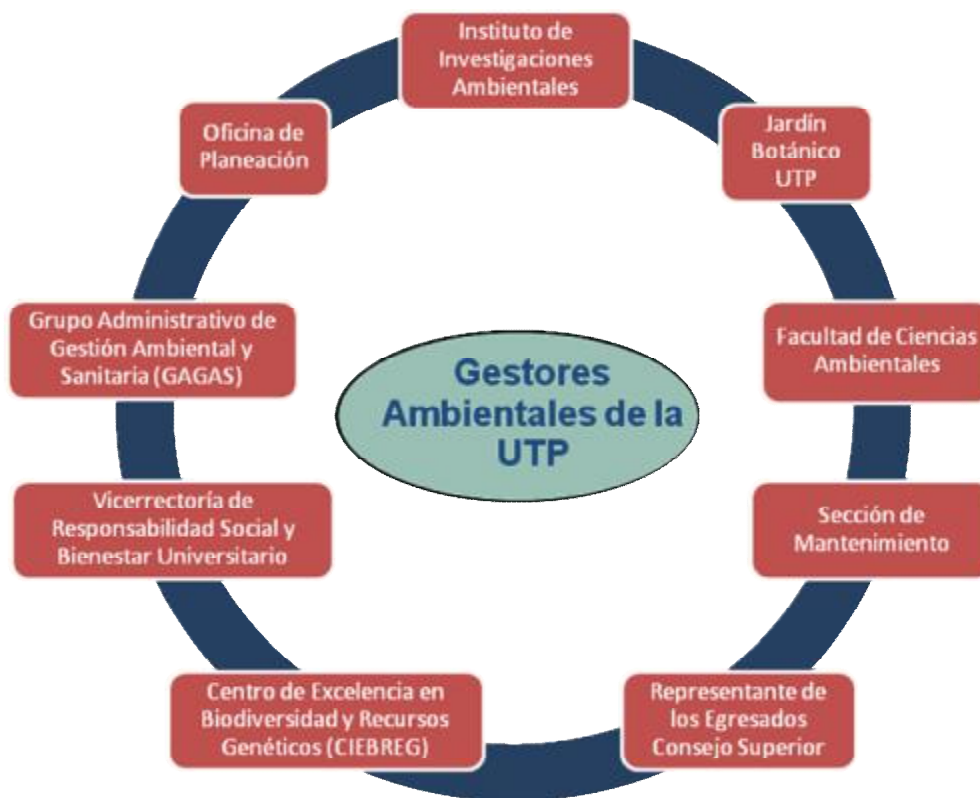 Instituto de
Investigaciones
Ambientales
Jardín
Botánico
UTP
Facultad de Ciencias
Ambientales
Sección de
Mantenimiento
Representante de
los Egresados
Consejo Superior
Centro de Excelencia en
Biodiversidad y Recursos
Genéticos (CIEBREG)
Vicerrectoría de
Responsabilidad Social y
Bienestar Universitario
Grupo Administrativo de
Gestión Ambiental y
Sanitaria (GAGAS)
Oficina de
Planeación
Gestores
Ambientales de la
UTP